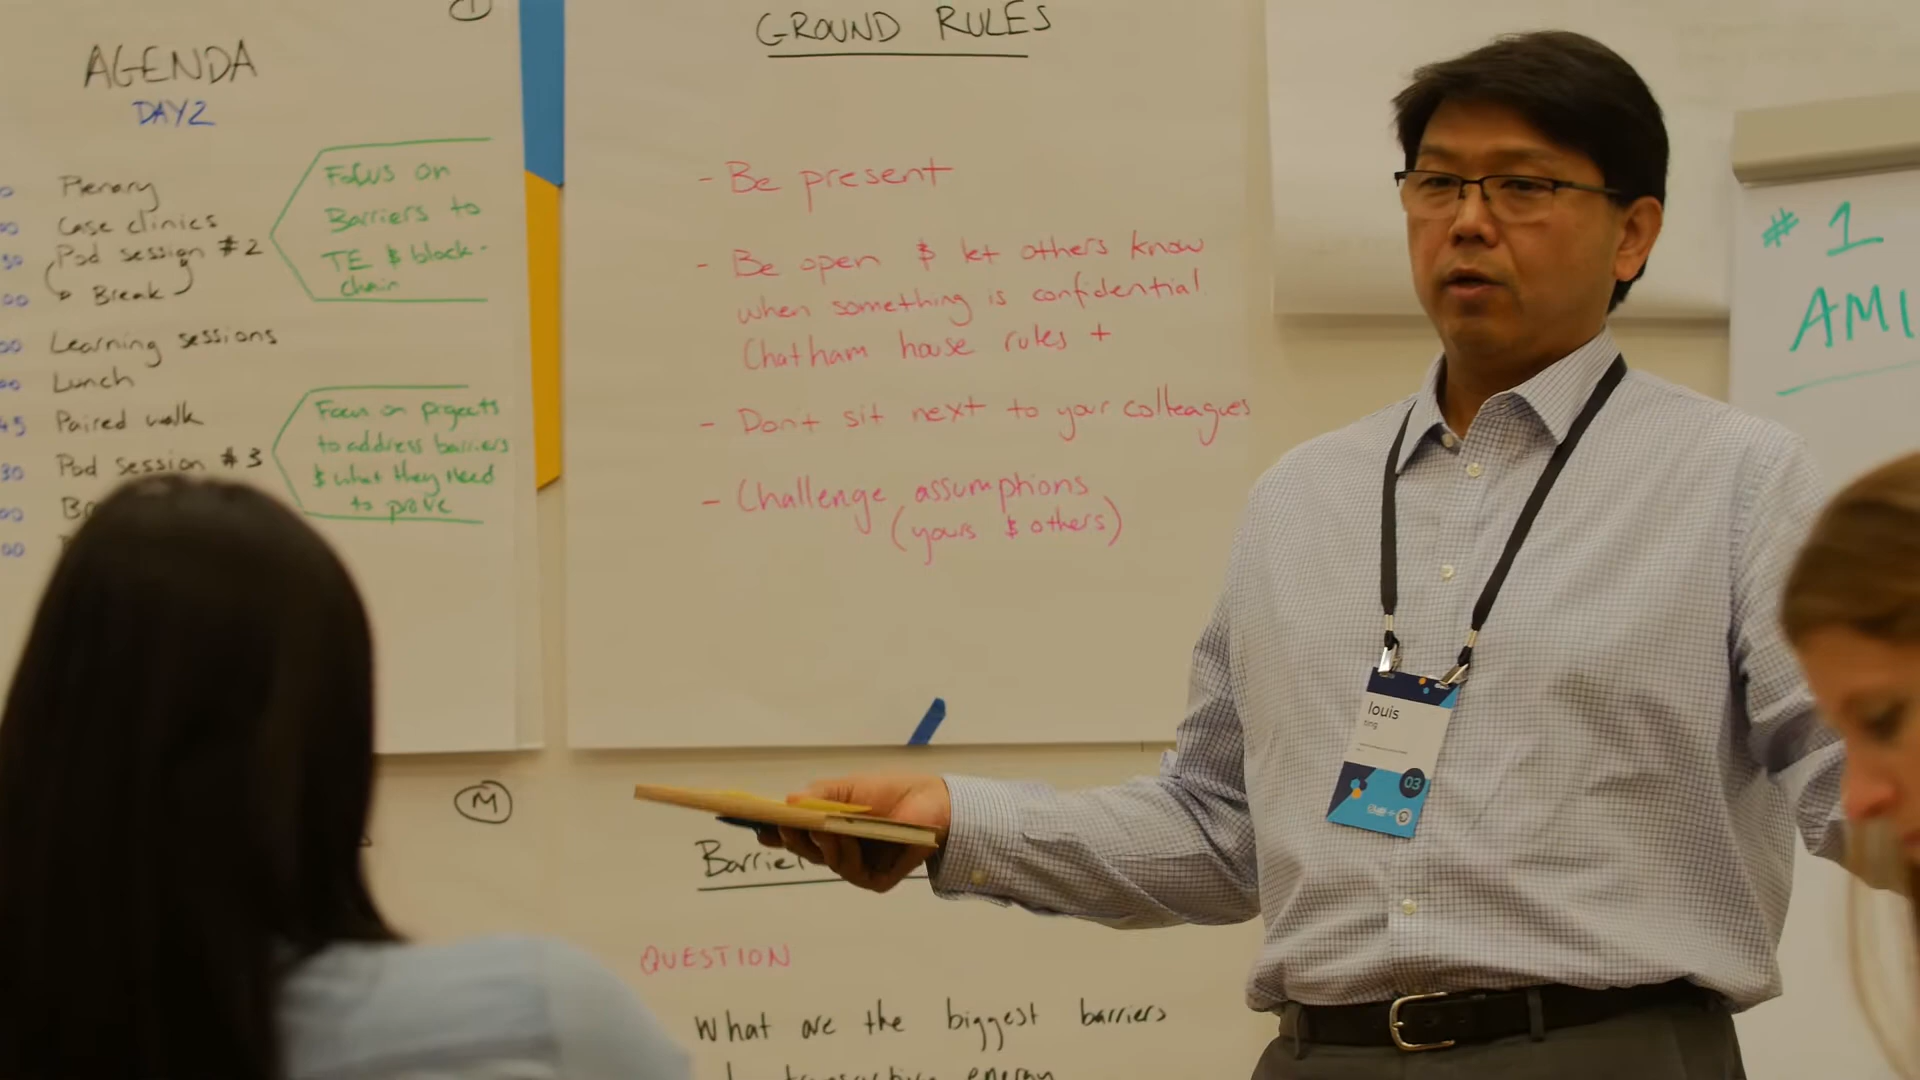 AGENDA
DAY2
Plenary
Case clinics
Pod session #2
Break
Learning sessions
Lunch
45 Paired walk
30 Pod session #3
Focus on
Barriers to
TE & block-
chain
Focus on projects
to address barriers
& what they need
to prove
GROUND RULES
- Be present
- Be open & let others know
when something is confidential.
Chatham house rules +
- Don't sit next to your colleagues
- Challenge assumptions
(yours & others)
M
QUESTION
What are the biggest barriers
energy
# 1
louis
03